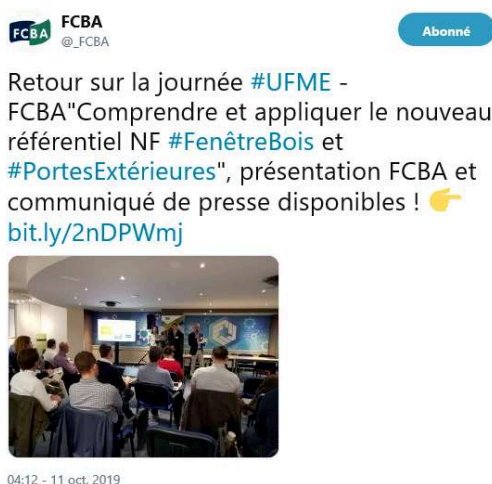 FCBA
FCBA
@_FCBA
Abonné
Retour sur la journée #UFME -
FCBA"Comprendre et appliquer le nouveau
référentiel NF #FenêtreBois et
#PortesExtérieures", présentation FCBA et
communiqué de presse disponibles !
bit.ly/2nDPWmj
04:12 - 11 oct. 2019